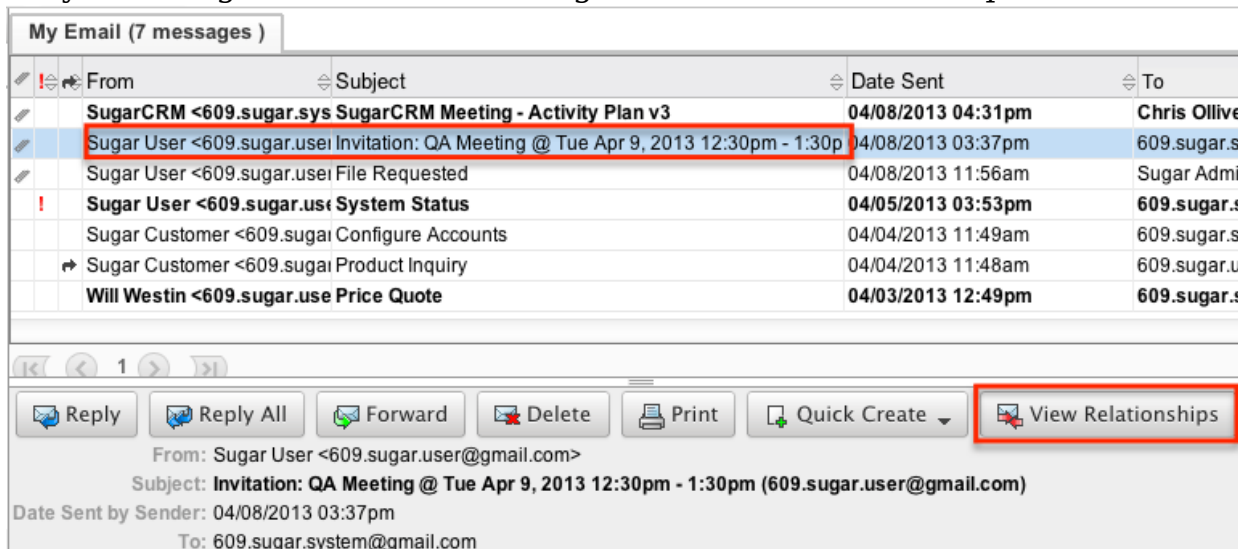 My Email (7 messages )
! From Subject Date Sent To
SugarCRM <609.sugar.sys SugarCRM Meeting - Activity Plan v3 04/08/2013 04:31pm Chris Ollive
Sugar User <609.sugar.user Invitation: QA Meeting @ Tue Apr 9, 2013 12:30pm - 1:30p 04/08/2013 03:37pm 609.sugar.s
Sugar User <609.sugar.user File Requested 04/08/2013 11:56am Sugar Admi
! Sugar User <609.sugar.use System Status 04/05/2013 03:53pm 609.sugar.s
Sugar Customer <609.sugar Configure Accounts 04/04/2013 11:49am 609.sugar.s
Sugar Customer <609.sugar Product Inquiry 04/04/2013 11:48am 609.sugar.u
Will Westin <609.sugar.use Price Quote 04/03/2013 12:49pm 609.sugar.s
1
Reply Reply All Forward Delete Print Quick Create View Relationships
From: Sugar User <609.sugar.user@gmail.com>
Subject: Invitation: QA Meeting @ Tue Apr 9, 2013 12:30pm - 1:30pm (609.sugar.user@gmail.com)
Date Sent by Sender: 04/08/2013 03:37pm
To: 609.sugar.system@gmail.com